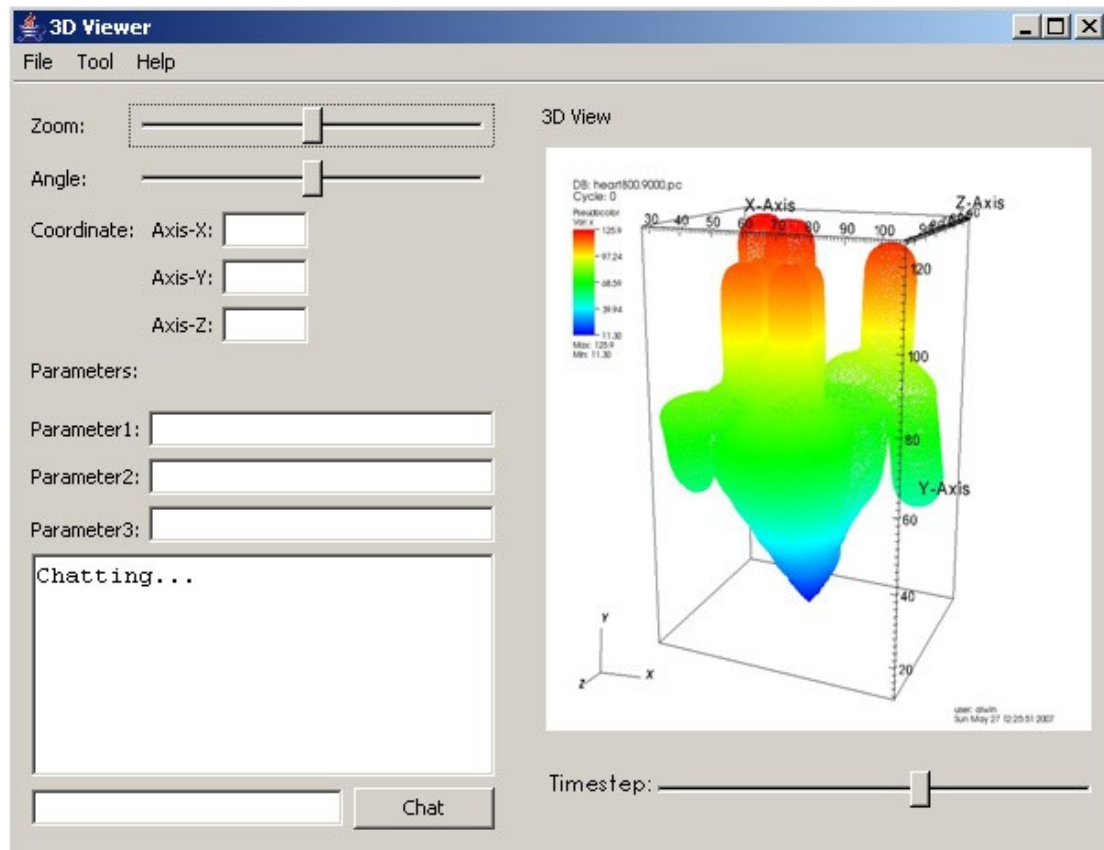 3D Viewer
File Tool Help
Zoom:
Angle:
Coordinate: Axis-X:
Axis-Y:
Axis-Z:
Parameters:
Parameter1:
Parameter2:
Parameter3:
Chatting...
Chat
3D View
DB: heart800.9000.pc
Cycle: 0
Pseudocolor
Var: x
125.9
97.24
68.59
39.94
11.30
Max: 125.9
Min: 11.30
X-Axis
Z-Axis
30 40 50 60 70 80 90 100
120
100
80
Y-Axis
60
40
20
Y
X
Z
user: diwin
Sun May 27 12:25:51 2007
Timestep: